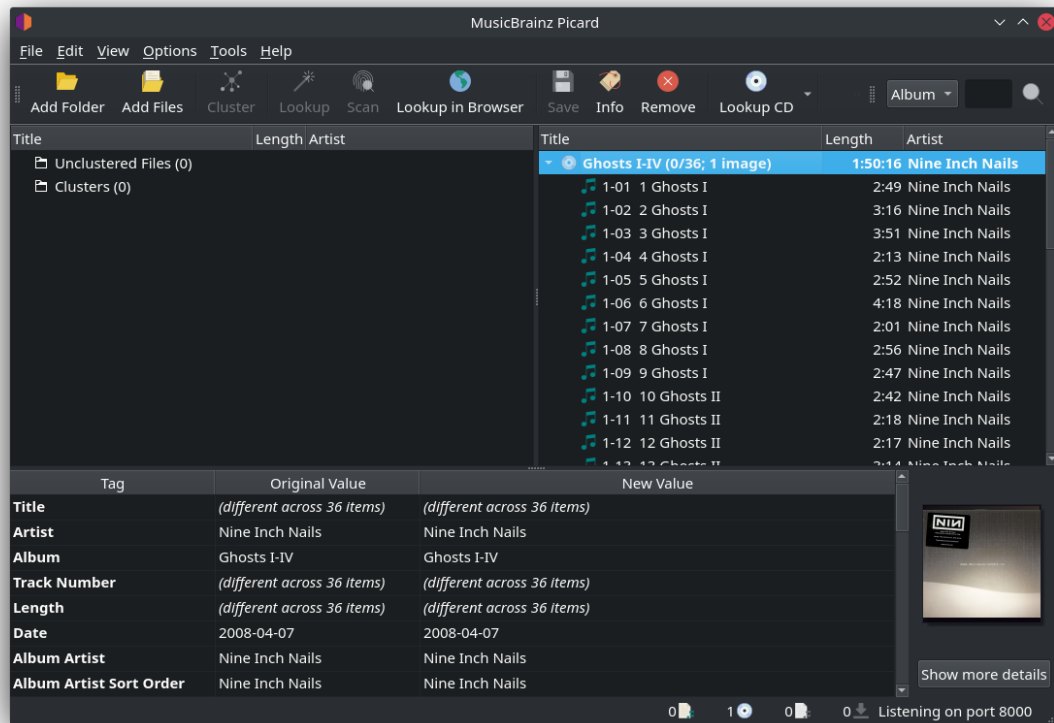 MusicBrainz Picard
File Edit View Options Tools Help
Add Folder Add Files Cluster Lookup Scan Lookup in Browser Save Info Remove Lookup CD Album
Title Length Artist Title Length Artist
Unclustered Files (0) Ghosts I-IV (0/36; 1 image) 1:50:16 Nine Inch Nails
Clusters (0) 1-01 1 Ghosts I 2:49 Nine Inch Nails
1-02 2 Ghosts I 3:16 Nine Inch Nails
1-03 3 Ghosts I 3:51 Nine Inch Nails
1-04 4 Ghosts I 2:13 Nine Inch Nails
1-05 5 Ghosts I 2:52 Nine Inch Nails
1-06 6 Ghosts I 4:18 Nine Inch Nails
1-07 7 Ghosts I 2:01 Nine Inch Nails
1-08 8 Ghosts I 2:56 Nine Inch Nails
1-09 9 Ghosts I 2:47 Nine Inch Nails
1-10 10 Ghosts II 2:42 Nine Inch Nails
1-11 11 Ghosts II 2:18 Nine Inch Nails
1-12 12 Ghosts II 2:17 Nine Inch Nails
1-13 13 Ghosts II 3:14 Nine Inch Nails
Tag Original Value New Value
Title (different across 36 items) (different across 36 items)
Artist Nine Inch Nails Nine Inch Nails
Album Ghosts I-IV Ghosts I-IV
Track Number (different across 36 items) (different across 36 items)
Length (different across 36 items) (different across 36 items)
Date 2008-04-07 2008-04-07
Album Artist Nine Inch Nails Nine Inch Nails
Album Artist Sort Order Nine Inch Nails Nine Inch Nails
NIN
Show more details
0 1 0 0 Listening on port 8000